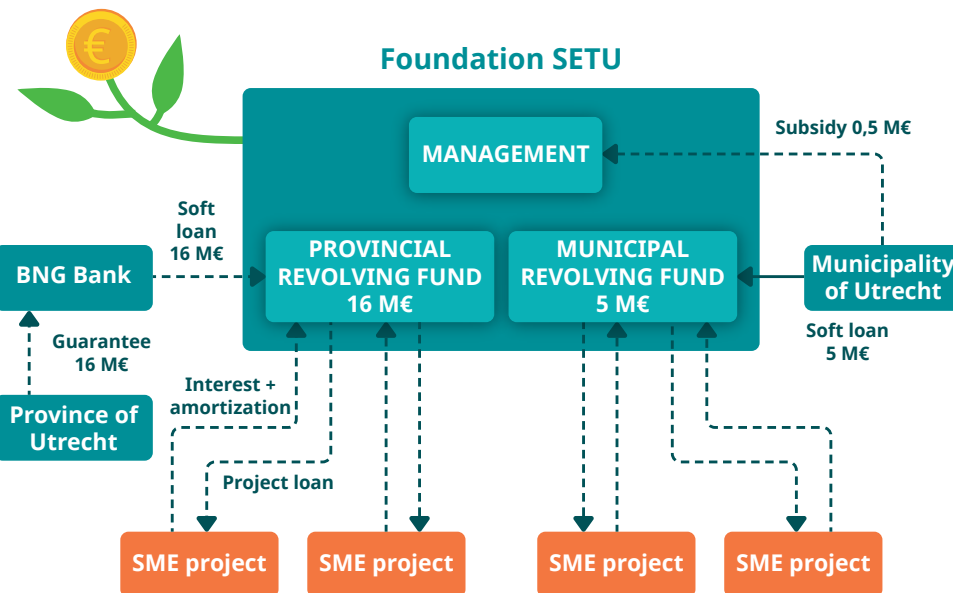 €
Foundation SETU
Subsidy 0,5 M€
MANAGEMENT
Soft
loan
16 M€
BNG Bank
PROVINCIAL
REVOLVING FUND
16 M€
MUNICIPAL
REVOLVING FUND
5 M€
Municipality
of Utrecht
Soft loan
5 M€
Guarantee
16 M€
Province of
Utrecht
Interest +
amortization
Project loan
SME project
SME project
SME project
SME project